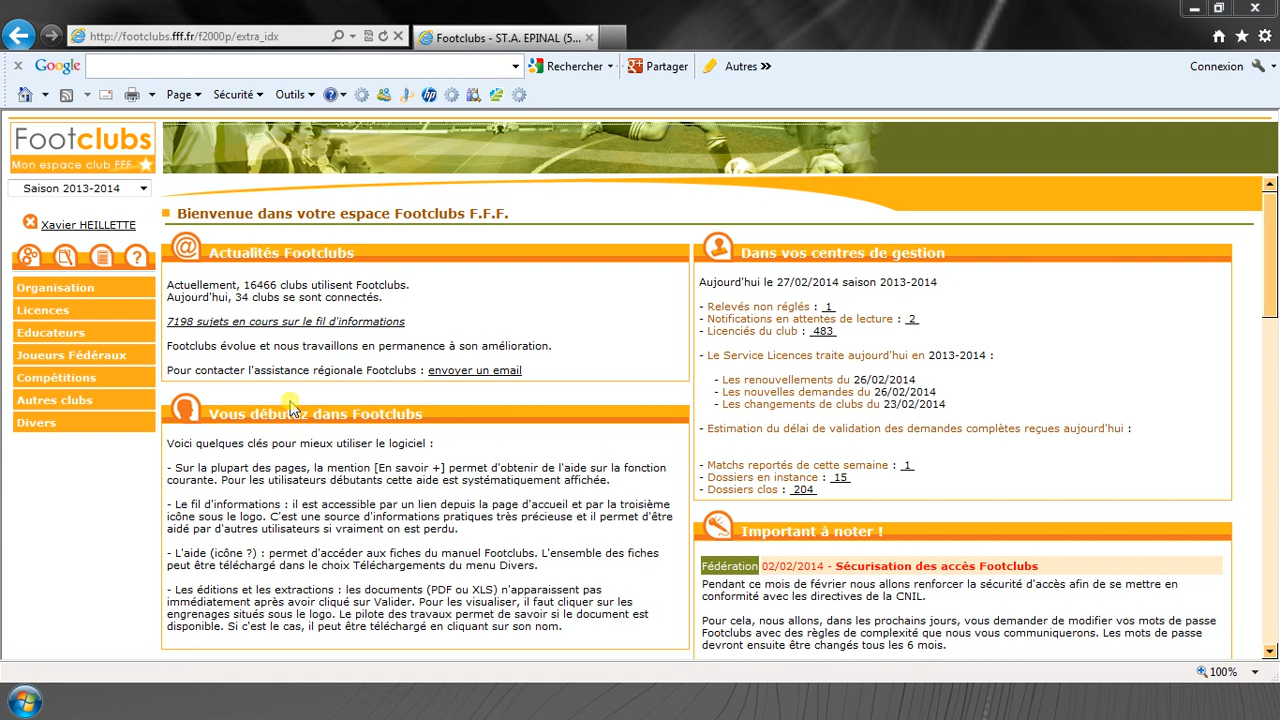 http://footclubs.fff.fr/f2000p/extra_idx
Footclubs - ST.A. EPINAL (5...
Google
Rechercher
Partager
Autres »
Connexion
Page
Sécurité
Outils
Footclubs
Mon espace club FFF
Saison 2013-2014
Xavier HEILLETTE
Organisation
Licences
Educateurs
Joueurs Fédéraux
Compétitions
Autres clubs
Divers
Bienvenue dans votre espace Footclubs F.F.F.
Actualités Footclubs
Actuellement, 16466 clubs utilisent Footclubs.
Aujourd'hui, 34 clubs se sont connectés.
7198 sujets en cours sur le fil d'informations
Footclubs évolue et nous travaillons en permanence à son amélioration.
Pour contacter l'assistance régionale Footclubs : envoyer un email
Vous débutez dans Footclubs
Voici quelques clés pour mieux utiliser le logiciel :
- Sur la plupart des pages, la mention [En savoir +] permet d'obtenir de l'aide sur la fonction
courante. Pour les utilisateurs débutants cette aide est systématiquement affichée.
- Le fil d'informations : il est accessible par un lien depuis la page d'accueil et par la troisième
icône sous le logo. C'est une source d'informations pratiques très précieuse et il permet d'être
aidé par d'autres utilisateurs si vraiment on est perdu.
- L'aide (icône ?) : permet d'accéder aux fiches du manuel Footclubs. L'ensemble des fiches
peut être téléchargé dans le choix Téléchargements du menu Divers.
- Les éditions et les extractions : les documents (PDF ou XLS) n'apparaissent pas
immédiatement après avoir cliqué sur Valider. Pour les visualiser, il faut cliquer sur les
engrenages situés sous le logo. Le pilote des travaux permet de savoir si le document est
disponible. Si c'est le cas, il peut être téléchargé en cliquant sur son nom.
Dans vos centres de gestion
Aujourd'hui le 27/02/2014 saison 2013-2014
- Relevés non réglés : 1
- Notifications en attentes de lecture : 2
- Licenciés du club : 483
- Le Service Licences traite aujourd'hui en 2013-2014 :
- Les renouvellements du 26/02/2014
- Les nouvelles demandes du 26/02/2014
- Les changements de clubs du 23/02/2014
- Estimation du délai de validation des demandes complètes reçues aujourd'hui :
- Matchs reportés de cette semaine : 1
- Dossiers en instance : 15
- Dossiers clos : 204
Important à noter !
Fédération 02/02/2014 - Sécurisation des accès Footclubs
Pendant ce mois de février nous allons renforcer la sécurité d'accès afin de se mettre en
conformité avec les directives de la CNIL.
Pour cela, nous allons, dans les prochains jours, vous demander de modifier vos mots de passe
Footclubs avec des règles de complexité que nous vous communiquerons. Les mots de passe
devront ensuite être changés tous les 6 mois.
100%